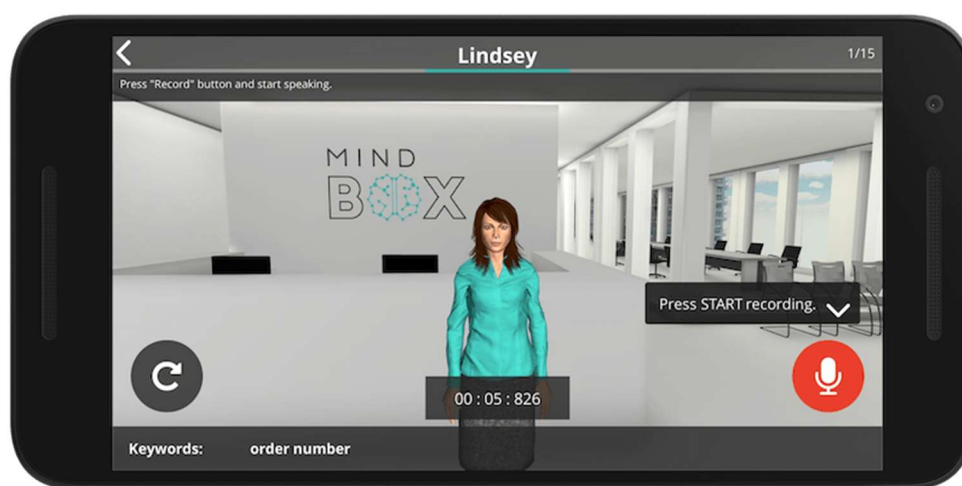 Lindsey
1/15
Press "Record" button and start speaking.
MIND
BOX
Press START recording.
00 : 05 : 826
Keywords: order number